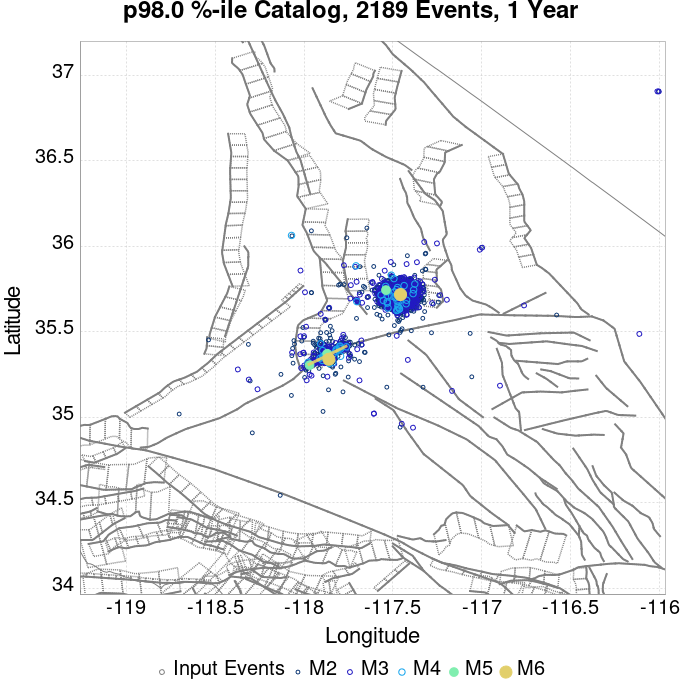 p98.0 %-ile Catalog, 2189 Events, 1 Year
37
36.5
36
35.5
35
34.5
34
Latitude
-119 -118.5 -118 -117.5 -117 -116.5 -116
Longitude
Input Events M2 M3 M4 M5 M6